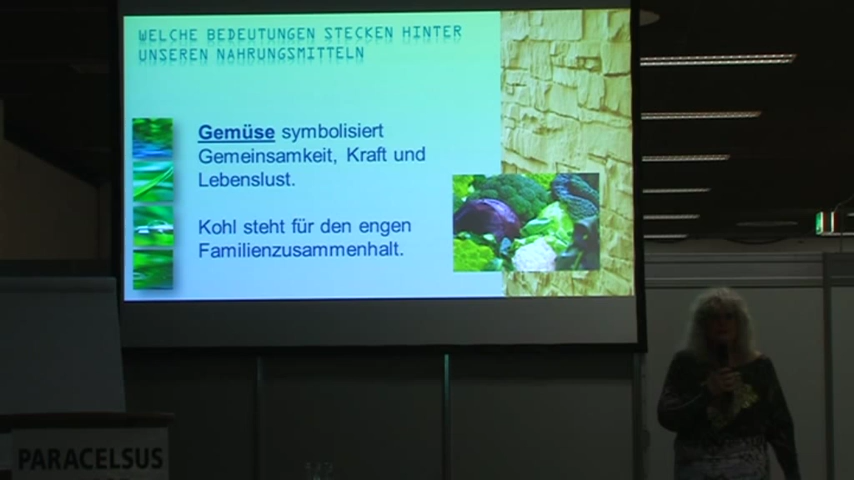 WELCHE BEDEUTUNGEN STECKEN HINTER
UNSEREN NAHRUNGSMITTELN
Gemüse symbolisiert
Gemeinsamkeit, Kraft und
Lebenslust.
Kohl steht für den engen
Familienzusammenhalt.
PARACELSUS